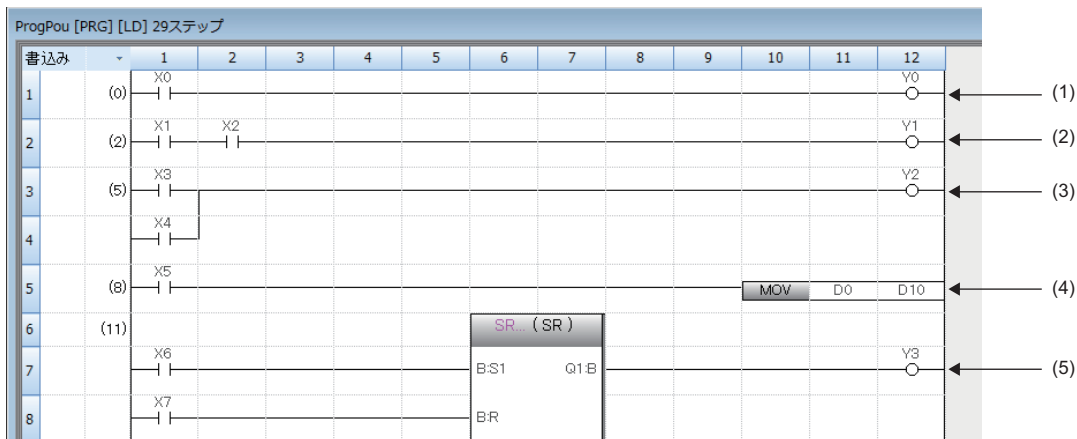 ProgPou [PRG] [LD] 29ステップ
書込み 1 2 3 4 5 6 7 8 9 10 11 12
X0 Y0
1 (0) (1)
X1 X2 Y1
2 (2) (2)
X3 Y2
3 (5) (3)
X4
4
X5
5 (8) MOV D0 D10 (4)
6 (11) SR... (SR)
X6 Y3
7 B:S1 Q1:B (5)
X7
8 B:R